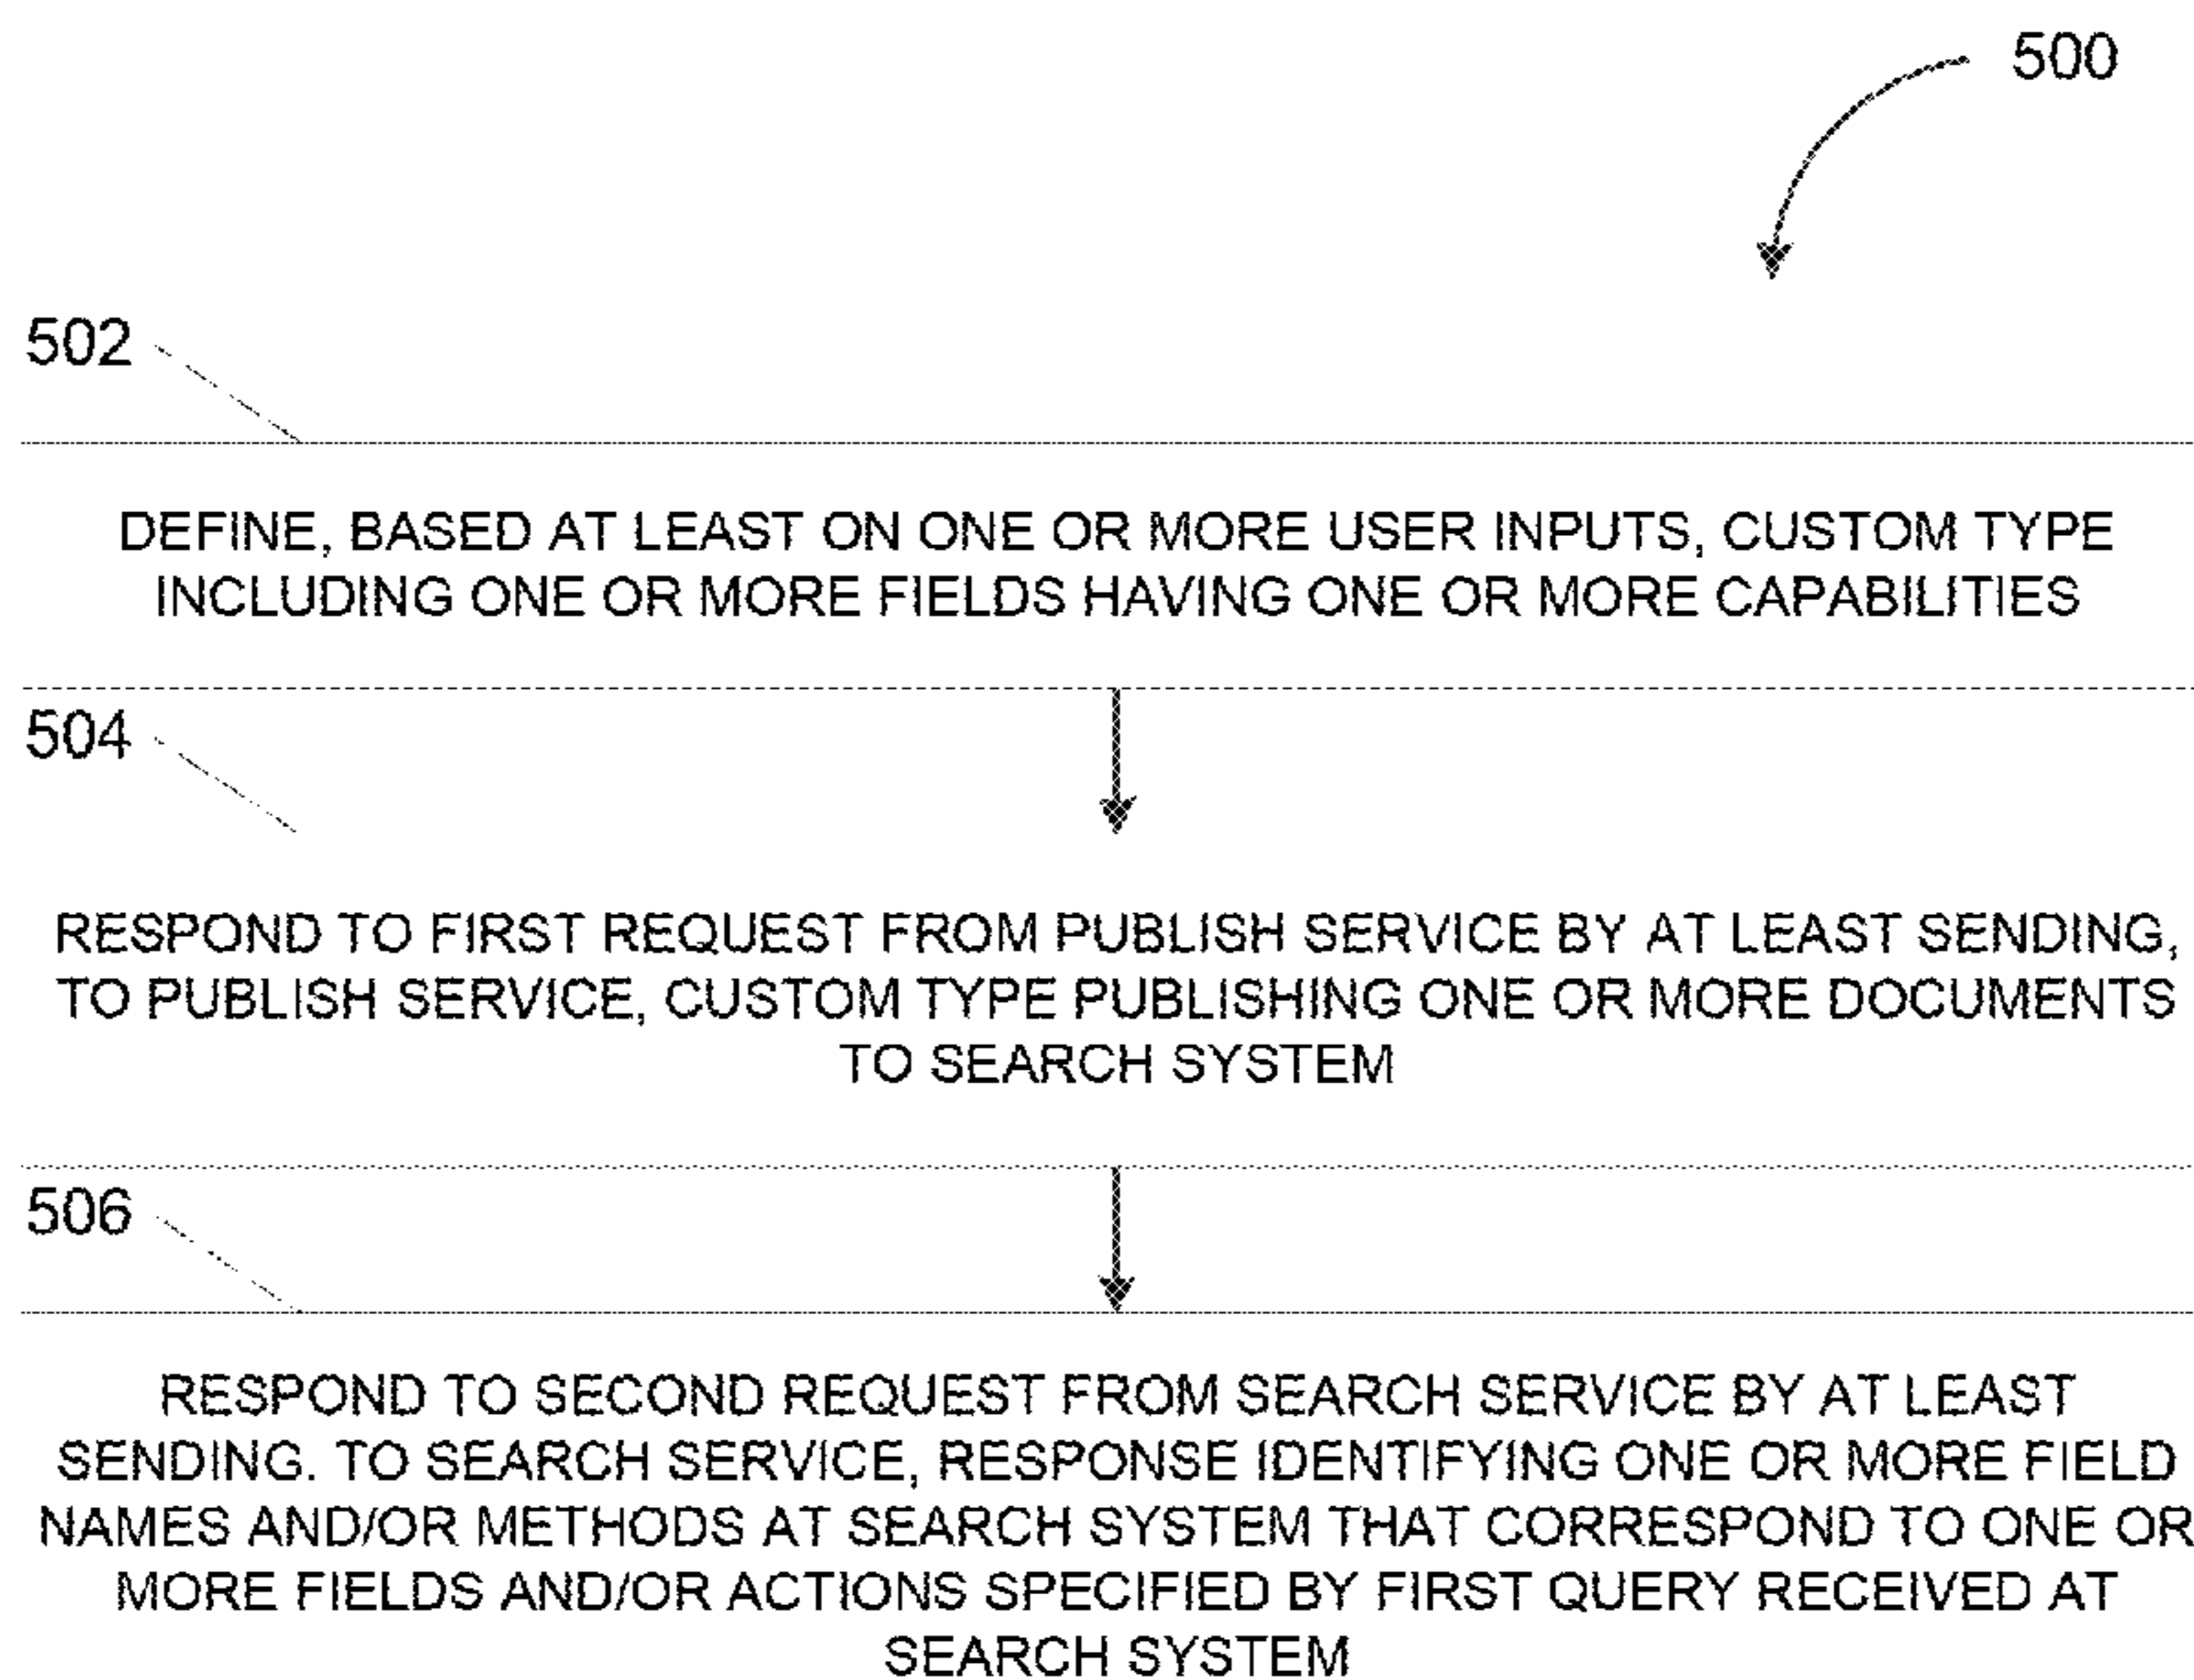 500
502
DEFINE, BASED AT LEAST ON ONE OR MORE USER INPUTS, CUSTOM TYPE
INCLUDING ONE OR MORE FIELDS HAVING ONE OR MORE CAPABILITIES
504
RESPOND TO FIRST REQUEST FROM PUBLISH SERVICE BY AT LEAST SENDING,
TO PUBLISH SERVICE, CUSTOM TYPE PUBLISHING ONE OR MORE DOCUMENTS
TO SEARCH SYSTEM
506
RESPOND TO SECOND REQUEST FROM SEARCH SERVICE BY AT LEAST
SENDING. TO SEARCH SERVICE, RESPONSE IDENTIFYING ONE OR MORE FIELD
NAMES AND/OR METHODS AT SEARCH SYSTEM THAT CORRESPOND TO ONE OR
MORE FIELDS AND/OR ACTIONS SPECIFIED BY FIRST QUERY RECEIVED AT
SEARCH SYSTEM